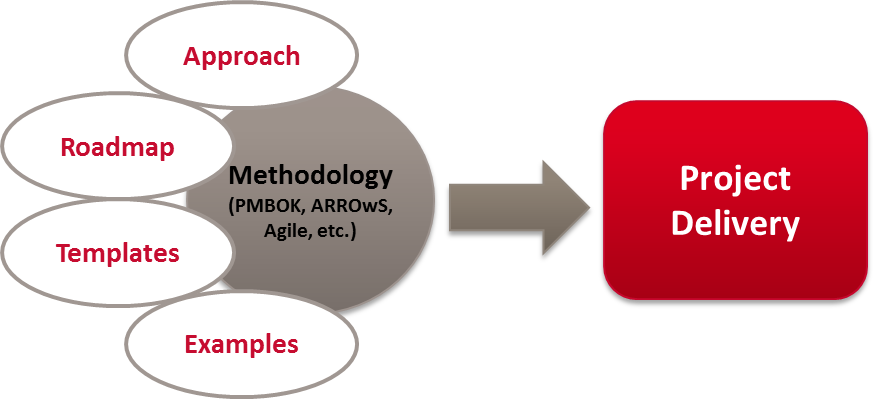 Approach
Roadmap
Methodology
(PMBOK, ARROwS,
Agile, etc.)
Templates
Examples
Project
Delivery